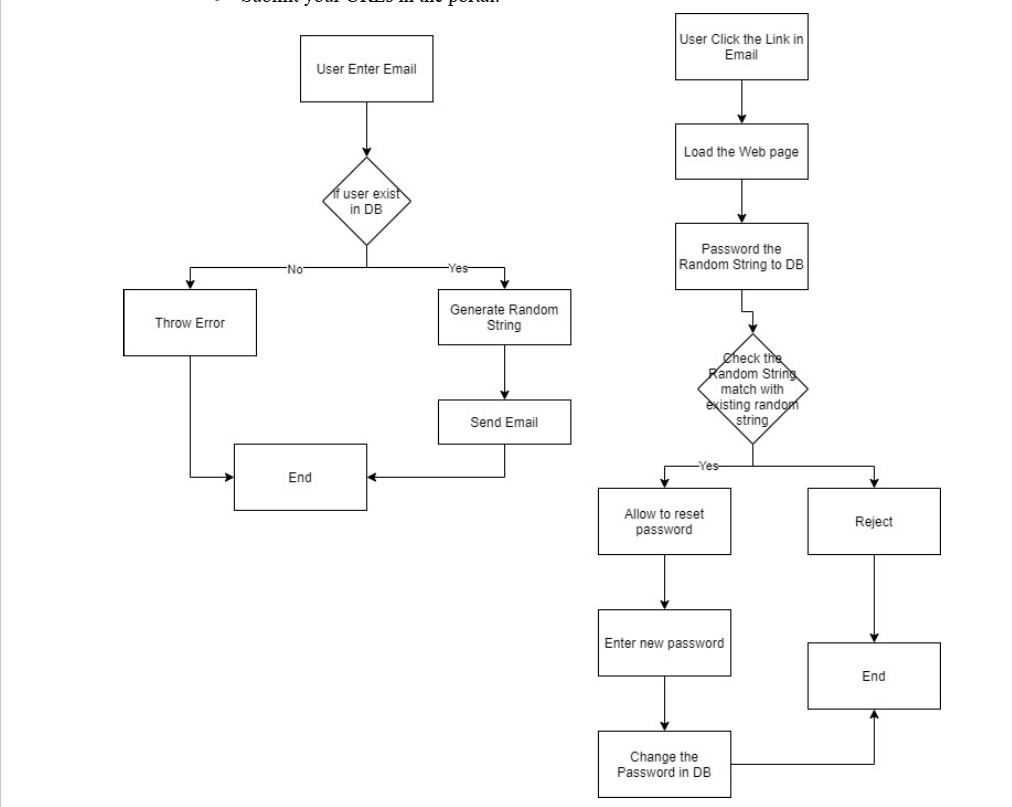 Submit your URLs in the portal.
User Enter Email
If user exist
in DB
No
Yes
Throw Error
Generate Random
String
Send Email
End
User Click the Link in
Email
Load the Web page
Password the
Random String to DB
Check the
Random String
match with
existing random
string
Yes
Allow to reset
password
Reject
Enter new password
End
Change the
Password in DB